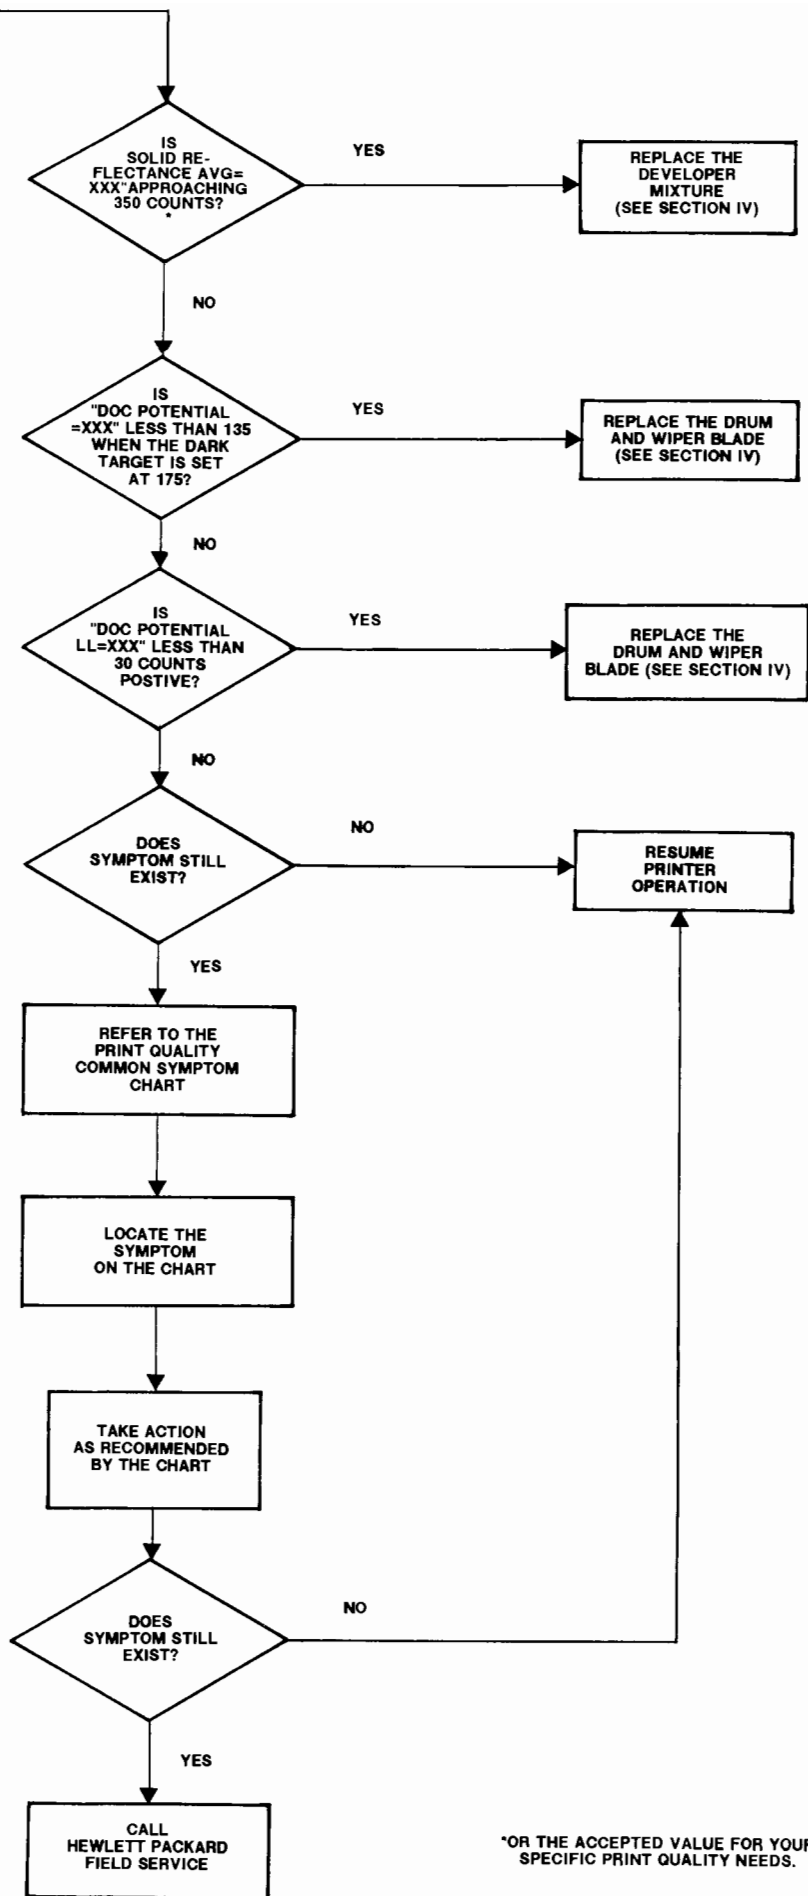 IS
SOLID RE-
FLECTANCE AVG=
XXX"APPROACHING
350 COUNTS?
*
YES
REPLACE THE
DEVELOPER
MIXTURE
(SEE SECTION IV)
NO
IS
"DOC POTENTIAL
=XXX" LESS THAN 135
WHEN THE DARK
TARGET IS SET
AT 175?
YES
REPLACE THE DRUM
AND WIPER BLADE
(SEE SECTION IV)
NO
IS
"DOC POTENTIAL
LL=XXX" LESS THAN
30 COUNTS
POSTIVE?
YES
REPLACE THE
DRUM AND WIPER
BLADE (SEE SECTION IV)
NO
DOES
SYMPTOM STILL
EXIST?
NO
RESUME
PRINTER
OPERATION
YES
REFER TO THE
PRINT QUALITY
COMMON SYMPTOM
CHART
LOCATE THE
SYMPTOM
ON THE CHART
TAKE ACTION
AS RECOMMENDED
BY THE CHART
DOES
SYMPTOM STILL
EXIST?
NO
YES
CALL
HEWLETT PACKARD
FIELD SERVICE
*OR THE ACCEPTED VALUE FOR YOUR
SPECIFIC PRINT QUALITY NEEDS.